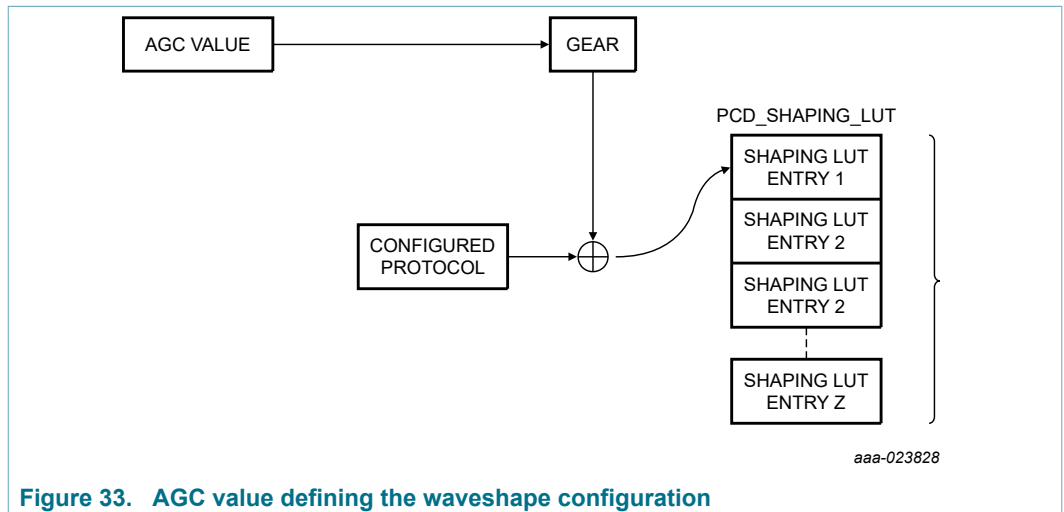 AGC VALUE
GEAR
PCD_SHAPING_LUT
SHAPING LUT
ENTRY 1
SHAPING LUT
ENTRY 2
SHAPING LUT
ENTRY 2
SHAPING LUT
ENTRY Z
CONFIGURED
PROTOCOL
aaa-023828
Figure 33. AGC value defining the waveshape configuration